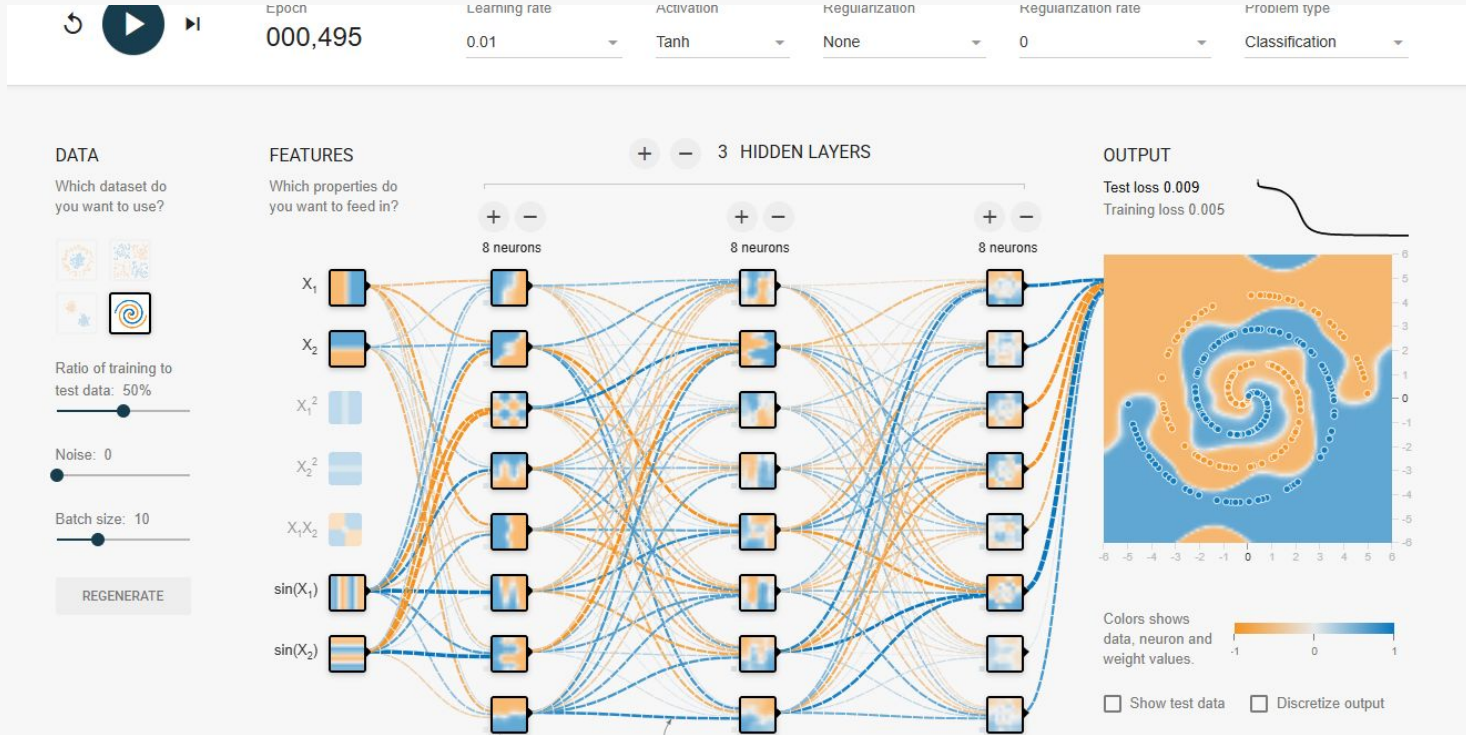 Epoch
000,495
Learning rate
0.01
Activation
Tanh
Regularization
None
Regularization rate
0
Problem type
Classification
DATA
Which dataset do
you want to use?
Ratio of training to
test data: 50%
Noise: 0
Batch size: 10
REGENERATE
FEATURES
Which properties do
you want to feed in?
X₁
X₂
X₁²
X₂²
X₁X₂
sin(X₁)
sin(X₂)
+ − 3 HIDDEN LAYERS
+ −
8 neurons
+ −
8 neurons
+ −
8 neurons
OUTPUT
Test loss 0.009
Training loss 0.005
6
5
4
3
2
1
0
-1
-2
-3
-4
-5
-6
-6 -5 -4 -3 -2 -1 0 1 2 3 4 5 6
Colors shows
data, neuron and
weight values.
-1 0 1
Show test data
Discretize output